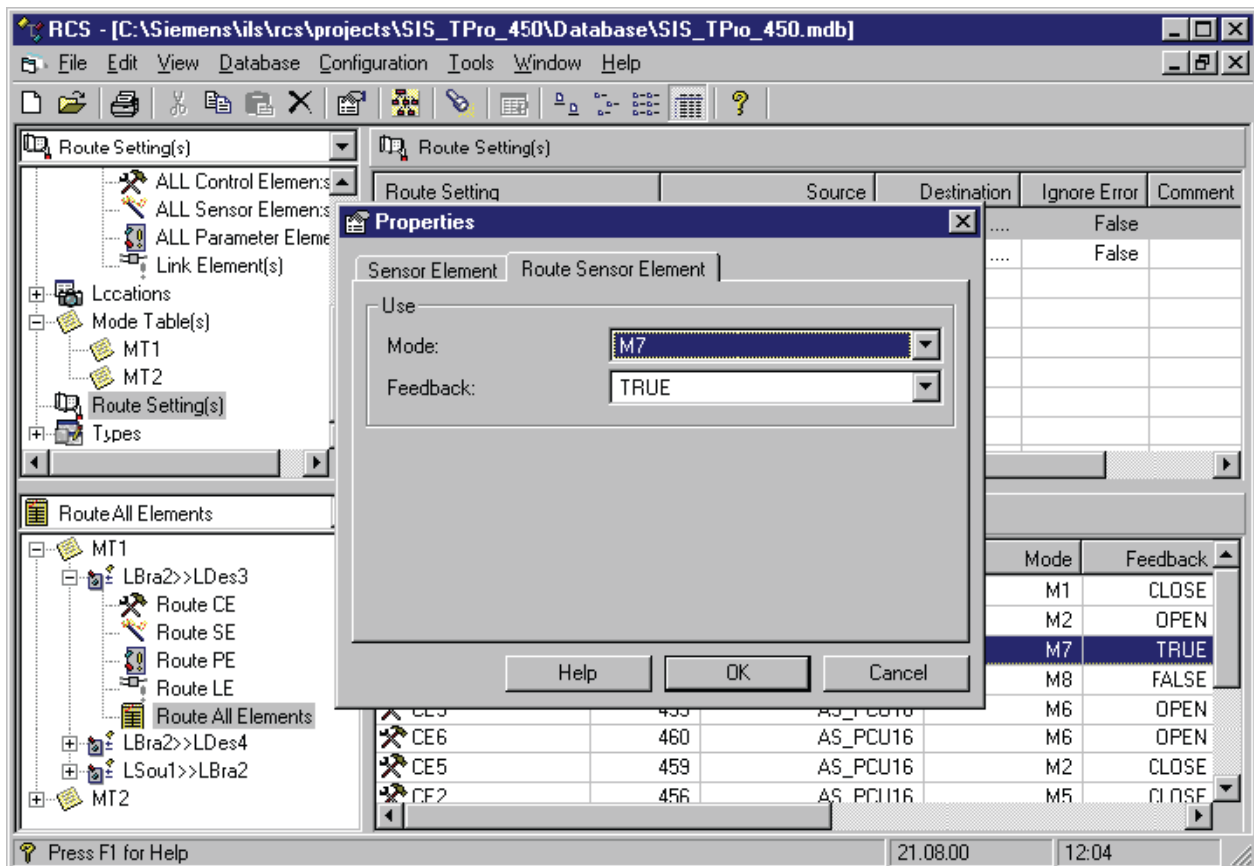 RCS - [C:\Siemens\ils\rcs\projects\SIS_TPro_450\Database\SIS_TPro_450.mdb]
File Edit View Database Configuration Tools Window Help
Route Setting(s)
ALL Control Elements
ALL Sensor Elements
ALL Parameter Eleme
Link Element(s)
Locations
Mode Table(s)
MT1
MT2
Route Setting(s)
Types
Route Setting(s)
Route Setting Source Destination Ignore Error Comment
.... False
.... False
Properties
Sensor Element Route Sensor Element
Use
Mode: M7
Feedback: TRUE
Help OK Cancel
Route All Elements
MT1
LBra2>>LDes3
Route CE
Route SE
Route PE
Route LE
Route All Elements
LBra2>>LDes4
LSou1>>LBra2
MT2
Mode Feedback
M1 CLOSE
M2 OPEN
M7 TRUE
M8 FALSE
M6 OPEN
CE6 460 AS_PCU16 M6 OPEN
CE5 459 AS_PCU16 M2 CLOSE
CE2 456 AS_PCU16 M5 CLOSE
Press F1 for Help 21.08.00 12:04